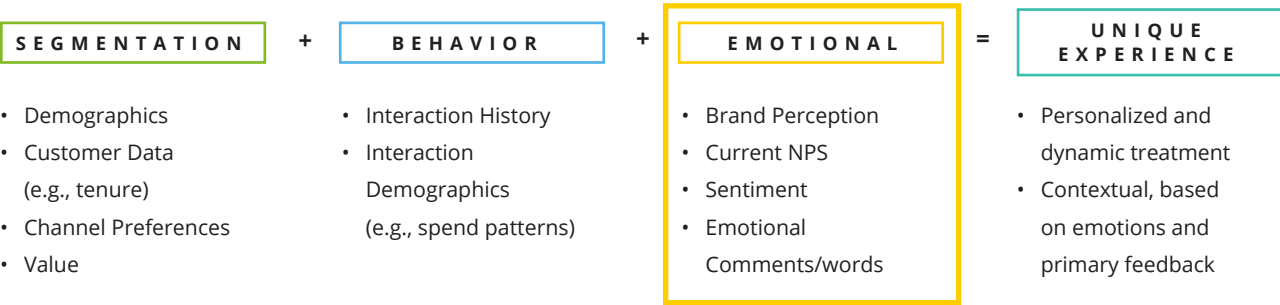 SEGMENTATION
+
BEHAVIOR
+
EMOTIONAL
=
UNIQUE
EXPERIENCE
• Demographics
• Customer Data
(e.g., tenure)
• Channel Preferences
• Value
• Interaction History
• Interaction
Demographics
(e.g., spend patterns)
• Brand Perception
• Current NPS
• Sentiment
• Emotional
Comments/words
• Personalized and
dynamic treatment
• Contextual, based
on emotions and
primary feedback